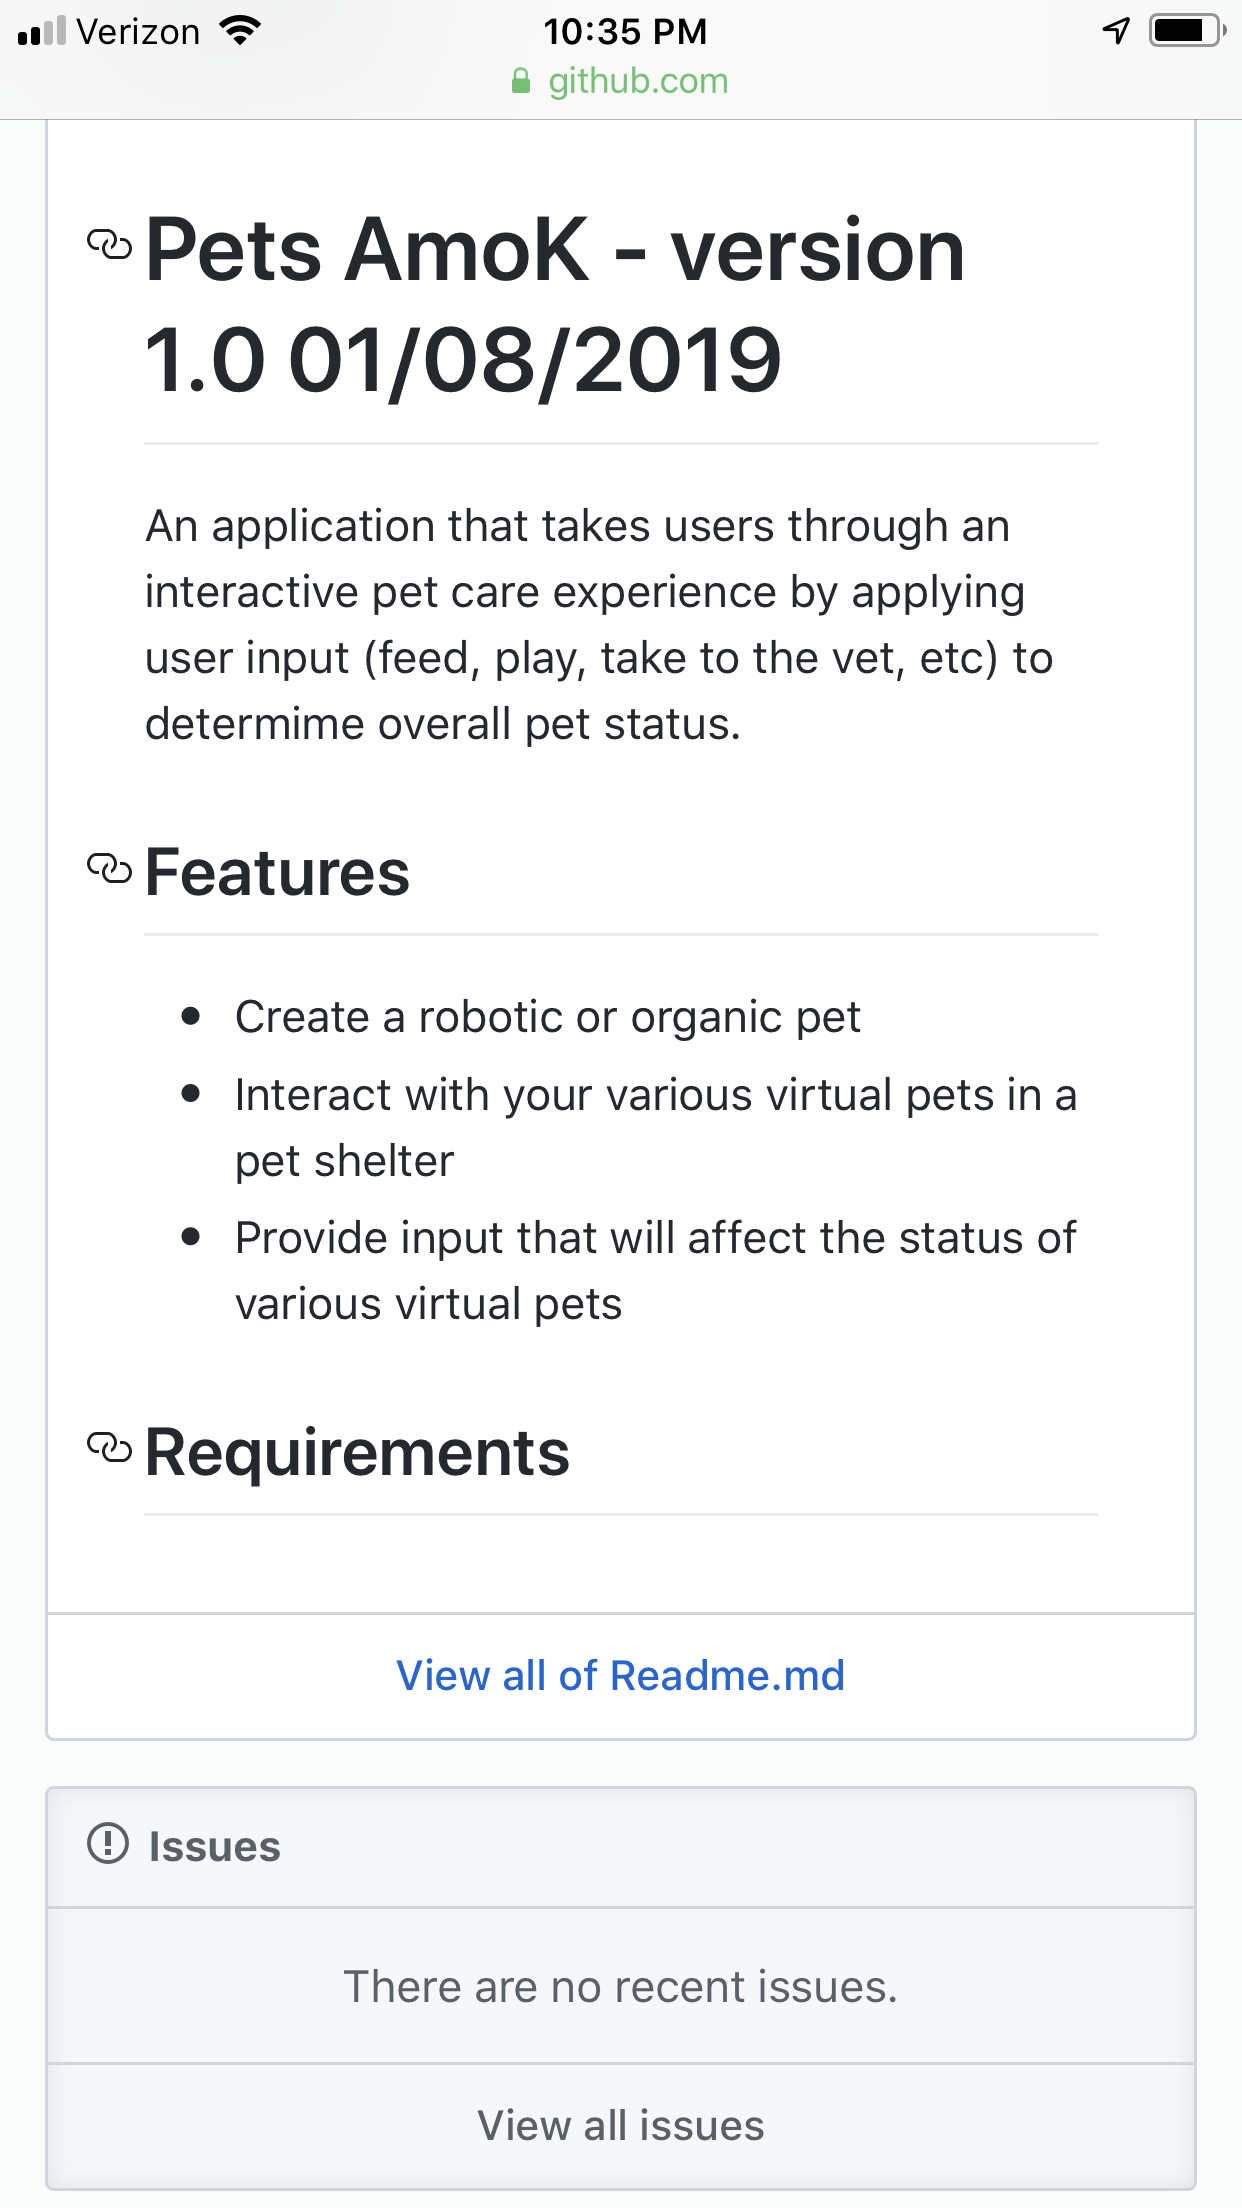 Verizon 10:35 PM
github.com
Pets AmoK - version
1.0 01/08/2019
An application that takes users through an
interactive pet care experience by applying
user input (feed, play, take to the vet, etc) to
determime overall pet status.
Features
• Create a robotic or organic pet
• Interact with your various virtual pets in a
pet shelter
• Provide input that will affect the status of
various virtual pets
Requirements
View all of Readme.md
Issues
There are no recent issues.
View all issues